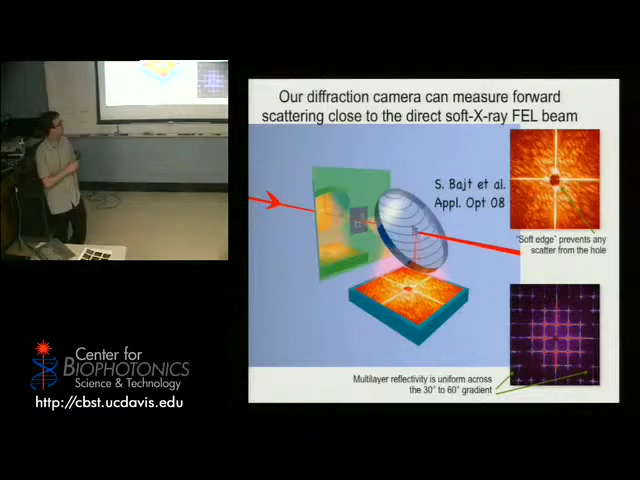 Our diffraction camera can measure forward
scattering close to the direct soft-X-ray FEL beam
S. Bajt et al.
Appl. Opt 08
"Soft edge" prevents any
scatter from the hole
Multilayer reflectivity is uniform across
the 30° to 60° gradient
Center for
BIOPHOTONICS
Science & Technology
http://cbst.ucdavis.edu